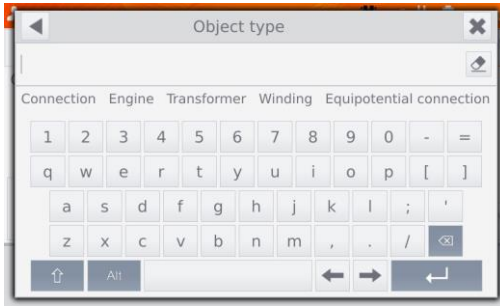 Object type
Connection Engine Transformer Winding Equipotential connection
1 2 3 4 5 6 7 8 9 0 - =
q w e r t y u i o p [ ]
a s d f g h j k l ; '
z x c v b n m , . /
Alt